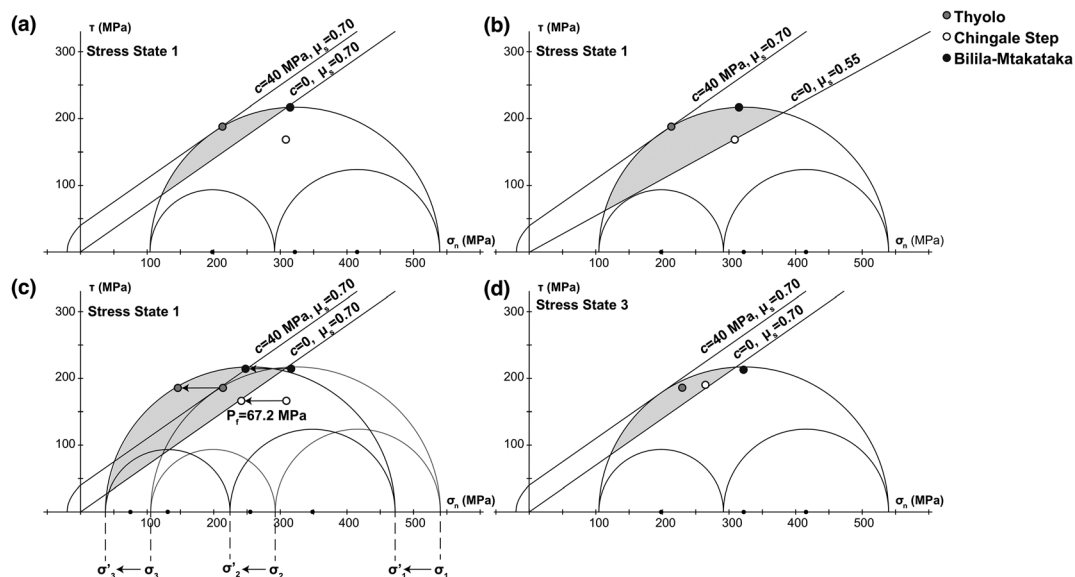 (a)
τ (MPa)
Stress State 1
300
200
100
c=40 MPa, μs=0.70
c=0, μs=0.70
σn (MPa)
100 200 300 400 500
(b)
τ (MPa)
Stress State 1
300
200
100
c=40 MPa, μs=0.70
c=0, μs=0.55
σn (MPa)
100 200 300 400 500
Thyolo
Chingale Step
Bilila-Mtakataka
(c)
τ (MPa)
Stress State 1
300
200
100
c=40 MPa, μs=0.70
c=0, μs=0.70
Pf=67.2 MPa
σn (MPa)
100 200 300 400 500
σ'3 σ3 σ'2 σ2 σ'1 σ1
(d)
τ (MPa)
Stress State 3
300
200
100
c=40 MPa, μs=0.70
c=0, μs=0.70
σn (MPa)
100 200 300 400 500